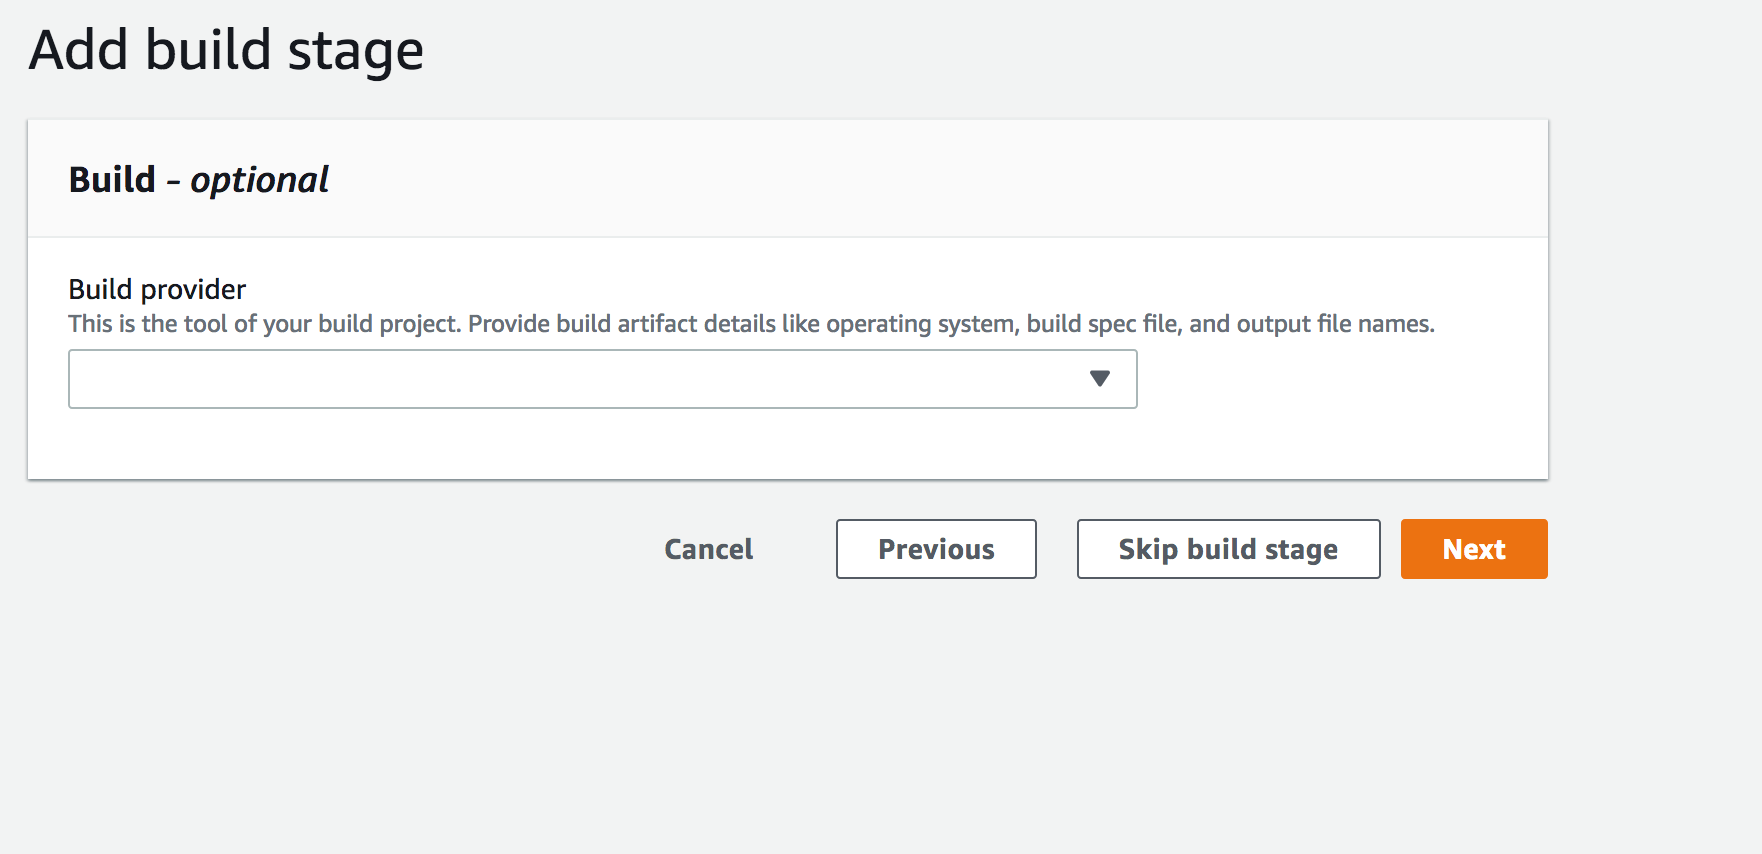 Add build stage
Build - optional
Build provider
This is the tool of your build project. Provide build artifact details like operating system, build spec file, and output file names.
Cancel
Previous
Skip build stage
Next